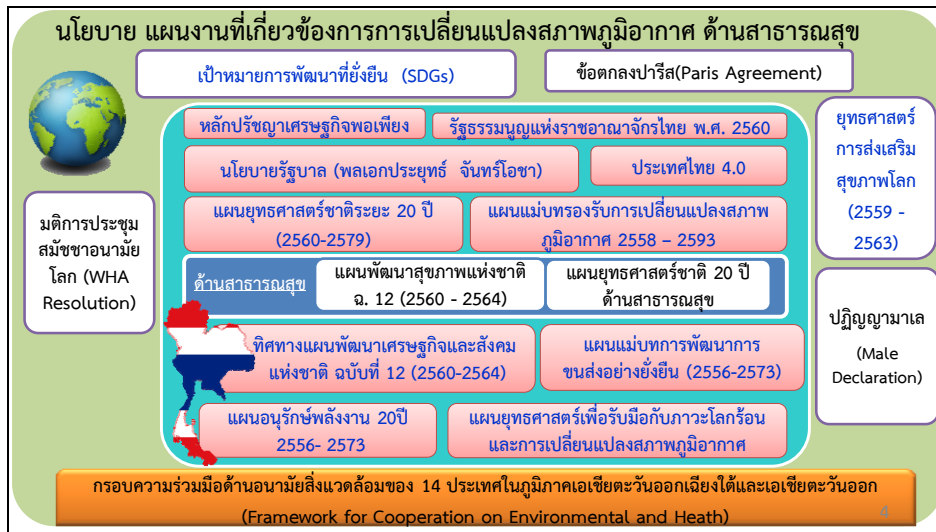 นโยบาย แผนงานที่เกี่ยวข้องการการเปลี่ยนแปลงสภาพภูมิอากาศ ด้านสาธารณสุข
เป้าหมายการพัฒนาที่ยั่งยืน (SDGs)
ข้อตกลงปารีส(Paris Agreement)
หลักปรัชญาเศรษฐกิจพอเพียง
รัฐธรรมนูญแห่งราชอาณาจักรไทย พ.ศ. 2560
นโยบายรัฐบาล (พลเอกประยุทธ์ จันทร์โอชา)
ประเทศไทย 4.0
แผนยุทธศาสตร์ชาติระยะ 20 ปี
(2560-2579)
แผนแม่บทรองรับการเปลี่ยนแปลงสภาพ
ภูมิอากาศ 2558 – 2593
ด้านสาธารณสุข
แผนพัฒนาสุขภาพแห่งชาติ
ฉ. 12 (2560 - 2564)
แผนยุทธศาสตร์ชาติ 20 ปี
ด้านสาธารณสุข
ทิศทางแผนพัฒนาเศรษฐกิจและสังคม
แห่งชาติ ฉบับที่ 12 (2560-2564)
แผนแม่บทการพัฒนาการ
ขนส่งอย่างยั่งยืน (2556-2573)
แผนอนุรักษ์พลังงาน 20ปี
2556- 2573
แผนยุทธศาสตร์เพื่อรับมือกับภาวะโลกร้อน
และการเปลี่ยนแปลงสภาพภูมิอากาศ
มติการประชุม
สมัชชาอนามัย
โลก (WHA
Resolution)
ยุทธศาสตร์
การส่งเสริม
สุขภาพโลก
(2559 -
2563)
ปฏิญญามาเล
(Male
Declaration)
กรอบความร่วมมือด้านอนามัยสิ่งแวดล้อมของ 14 ประเทศในภูมิภาคเอเชียตะวันออกเฉียงใต้และเอเชียตะวันออก
(Framework for Cooperation on Environmental and Heath)
4